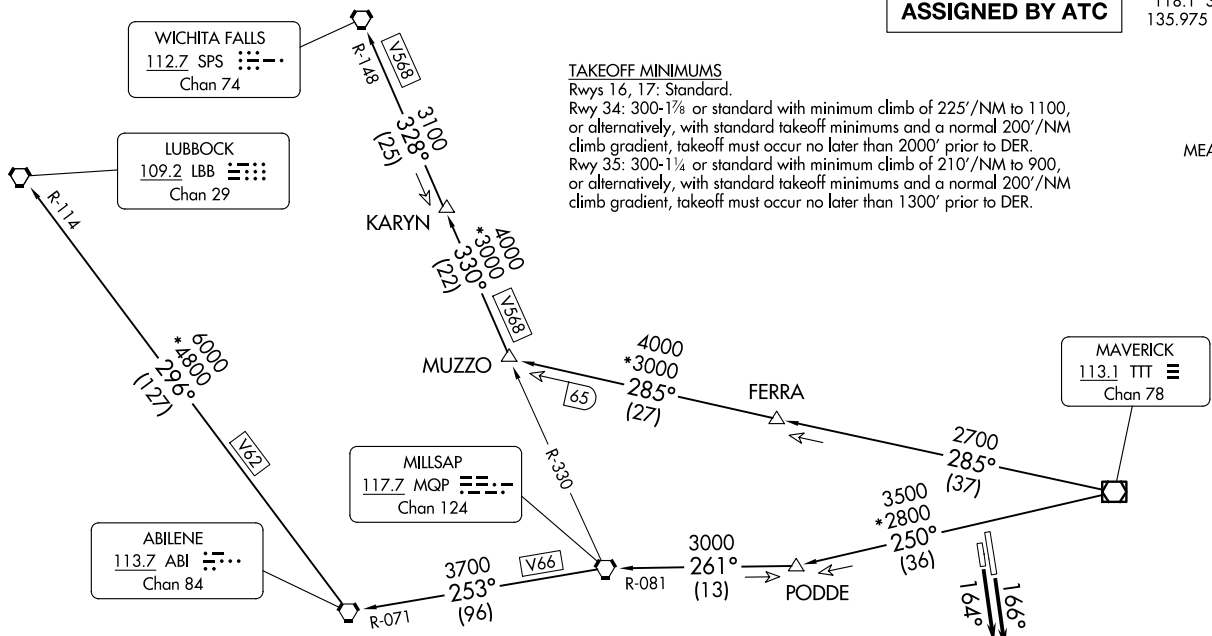 ASSIGNED BY ATC
118.1
135.975
WICHITA FALLS
112.7 SPS
Chan 74
R-148
V568
3100
328°
(25)
TAKEOFF MINIMUMS
Rwys 16, 17: Standard.
Rwy 34: 300-1⅞ or standard with minimum climb of 225'/NM to 1100,
or alternatively, with standard takeoff minimums and a normal 200'/NM
climb gradient, takeoff must occur no later than 2000' prior to DER.
Rwy 35: 300-1¼ or standard with minimum climb of 210'/NM to 900,
or alternatively, with standard takeoff minimums and a normal 200'/NM
climb gradient, takeoff must occur no later than 1300' prior to DER.
MEA
LUBBOCK
109.2 LBB
Chan 29
R-114
KARYN
4000
*3000
330°
(22)
V568
6000
*4800
296°
(127)
V62
MUZZO
65
4000
*3000
285°
(27)
FERRA
MAVERICK
113.1 TTT
Chan 78
2700
285°
(37)
R-330
MILLSAP
117.7 MQP
Chan 124
3500
*2800
250°
(36)
ABILENE
113.7 ABI
Chan 84
R-071
3700
253°
(96)
V66
R-081
3000
261°
(13)
PODDE
164°
166°